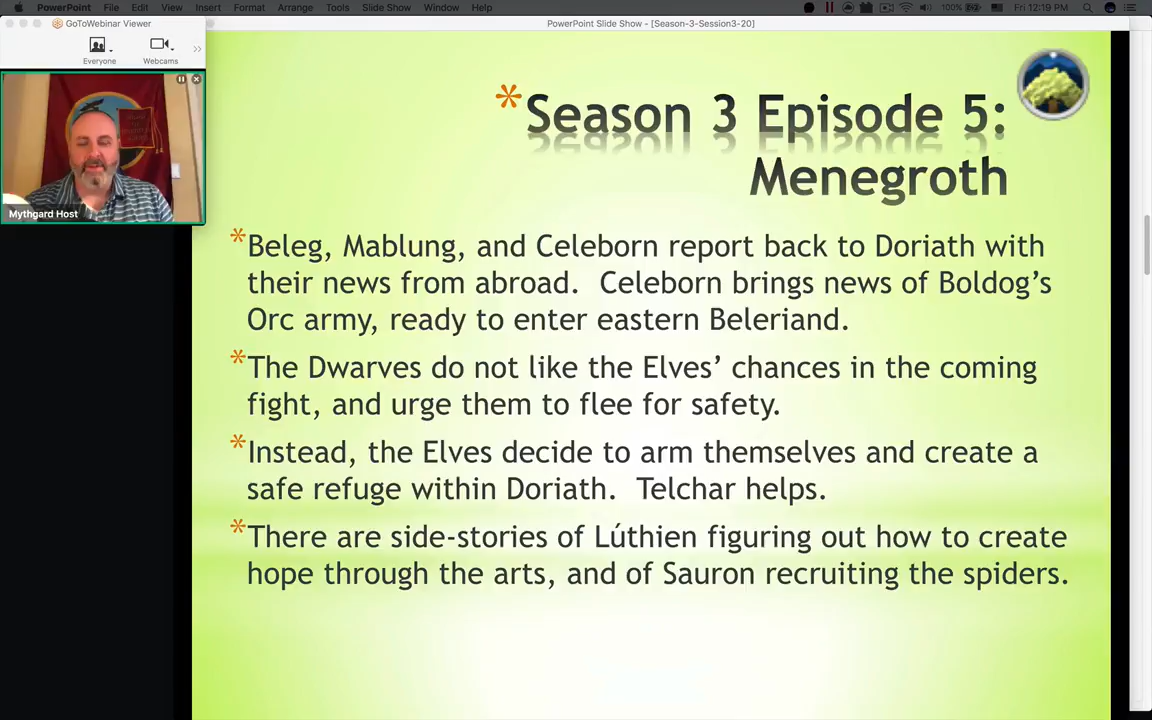 PowerPoint File Edit View Insert Format Arrange Tools Slide Show Window Help 100% Fri 12:19 PM
GoToWebinar Viewer
PowerPoint Slide Show - [Season-3-Session3-20]
Everyone Webcams
Mythgard Host
*Season 3 Episode 5:
Menegroth
*Beleg, Mablung, and Celeborn report back to Doriath with
their news from abroad. Celeborn brings news of Boldog’s
Orc army, ready to enter eastern Beleriand.
*The Dwarves do not like the Elves’ chances in the coming
fight, and urge them to flee for safety.
*Instead, the Elves decide to arm themselves and create a
safe refuge within Doriath. Telchar helps.
*There are side-stories of Lúthien figuring out how to create
hope through the arts, and of Sauron recruiting the spiders.